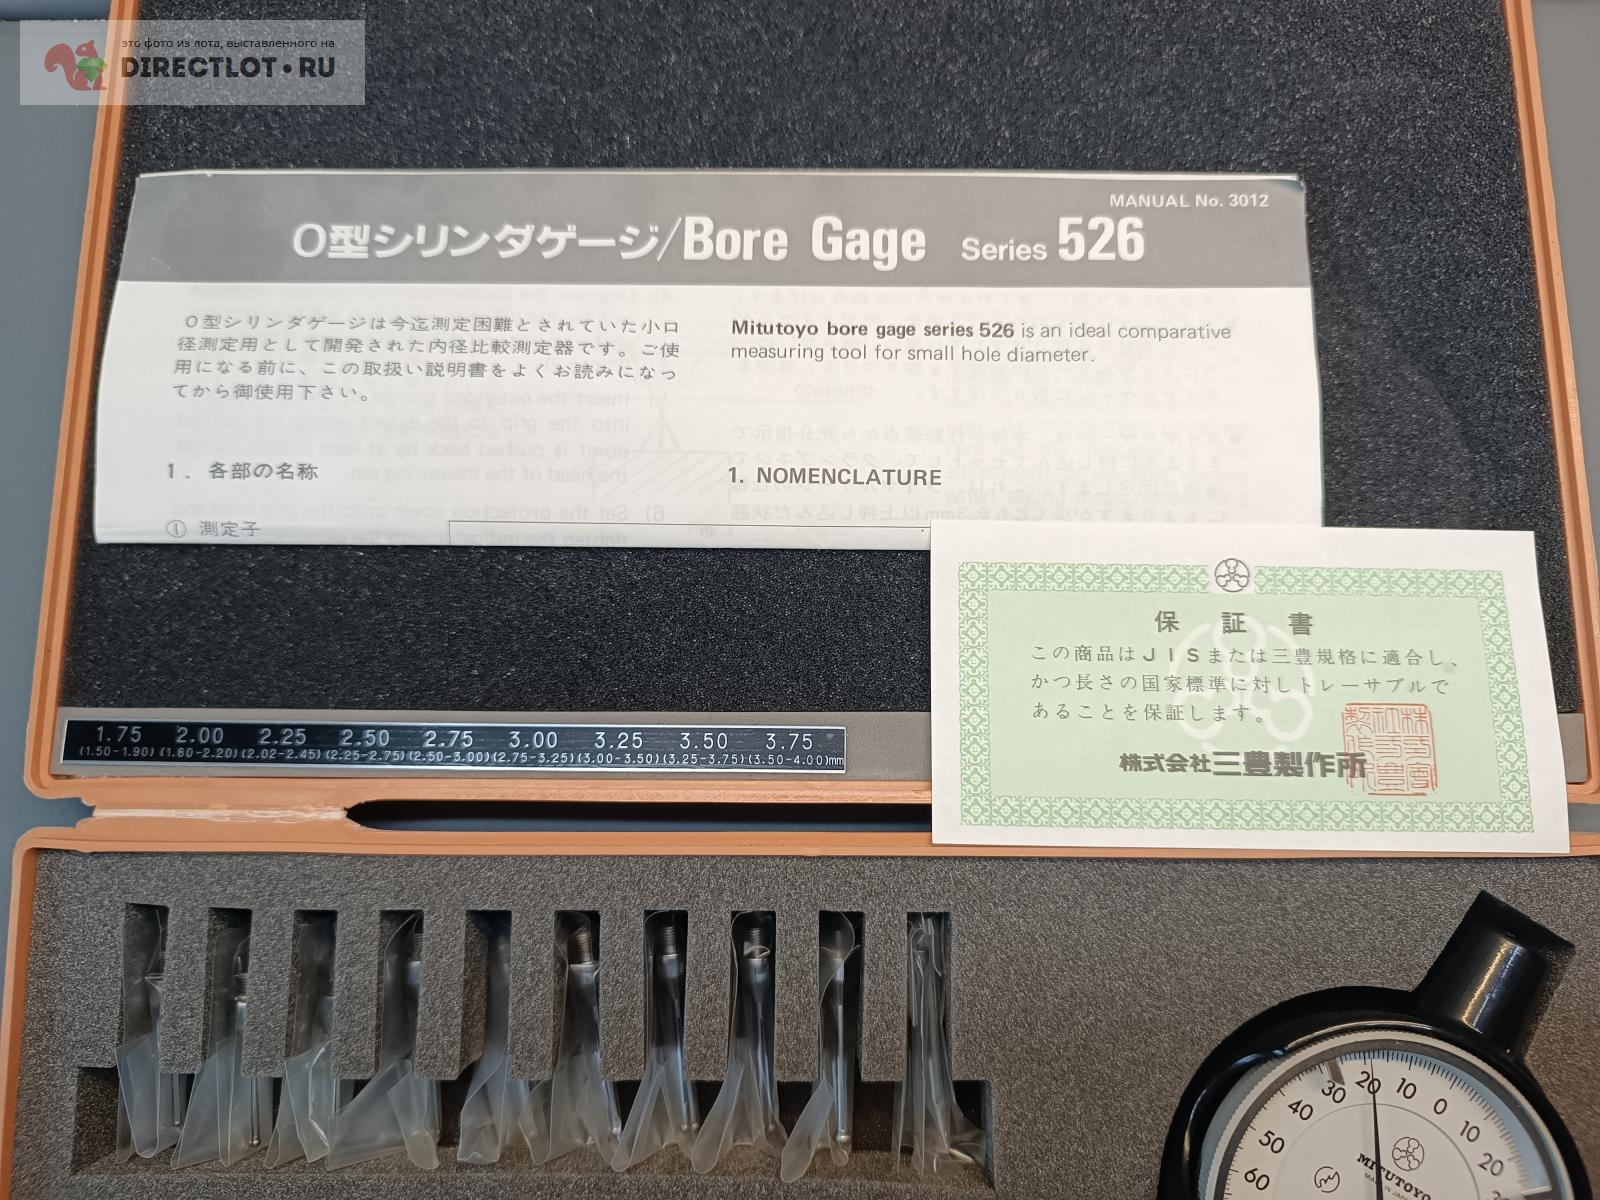 это фото из лота, выставленного на
DIRECTLOT•RU
MANUAL No. 3012
O型シリンダゲージ/Bore Gage Series 526
O型シリンダゲージは今迄測定困難とされていた小口
径測定用として開発された内径比較測定器です。ご使
用になる前に、この取扱い説明書をよくお読みになっ
てから御使用下さい。
Mitutoyo bore gage series 526 is an ideal comparative
measuring tool for small hole diameter.
1. 各部の名称
1. NOMENCLATURE
① 測定子
保証書
この商品はJISまたは三豊規格に適合し、
かつ長さの国家標準に対しトレーサブルで
あることを保証します。
株式会社三豊製作所
1.75 2.00 2.25 2.50 2.75 3.00 3.25 3.50 3.75
(1.50-1.90) (1.80-2.20) (2.02-2.45) (2.25-2.75) (2.50-3.00) (2.75-3.25) (3.00-3.50) (3.25-3.75) (3.50-4.00)mm
60 50 40 30 20 10 0 10 20
MITUTOYO